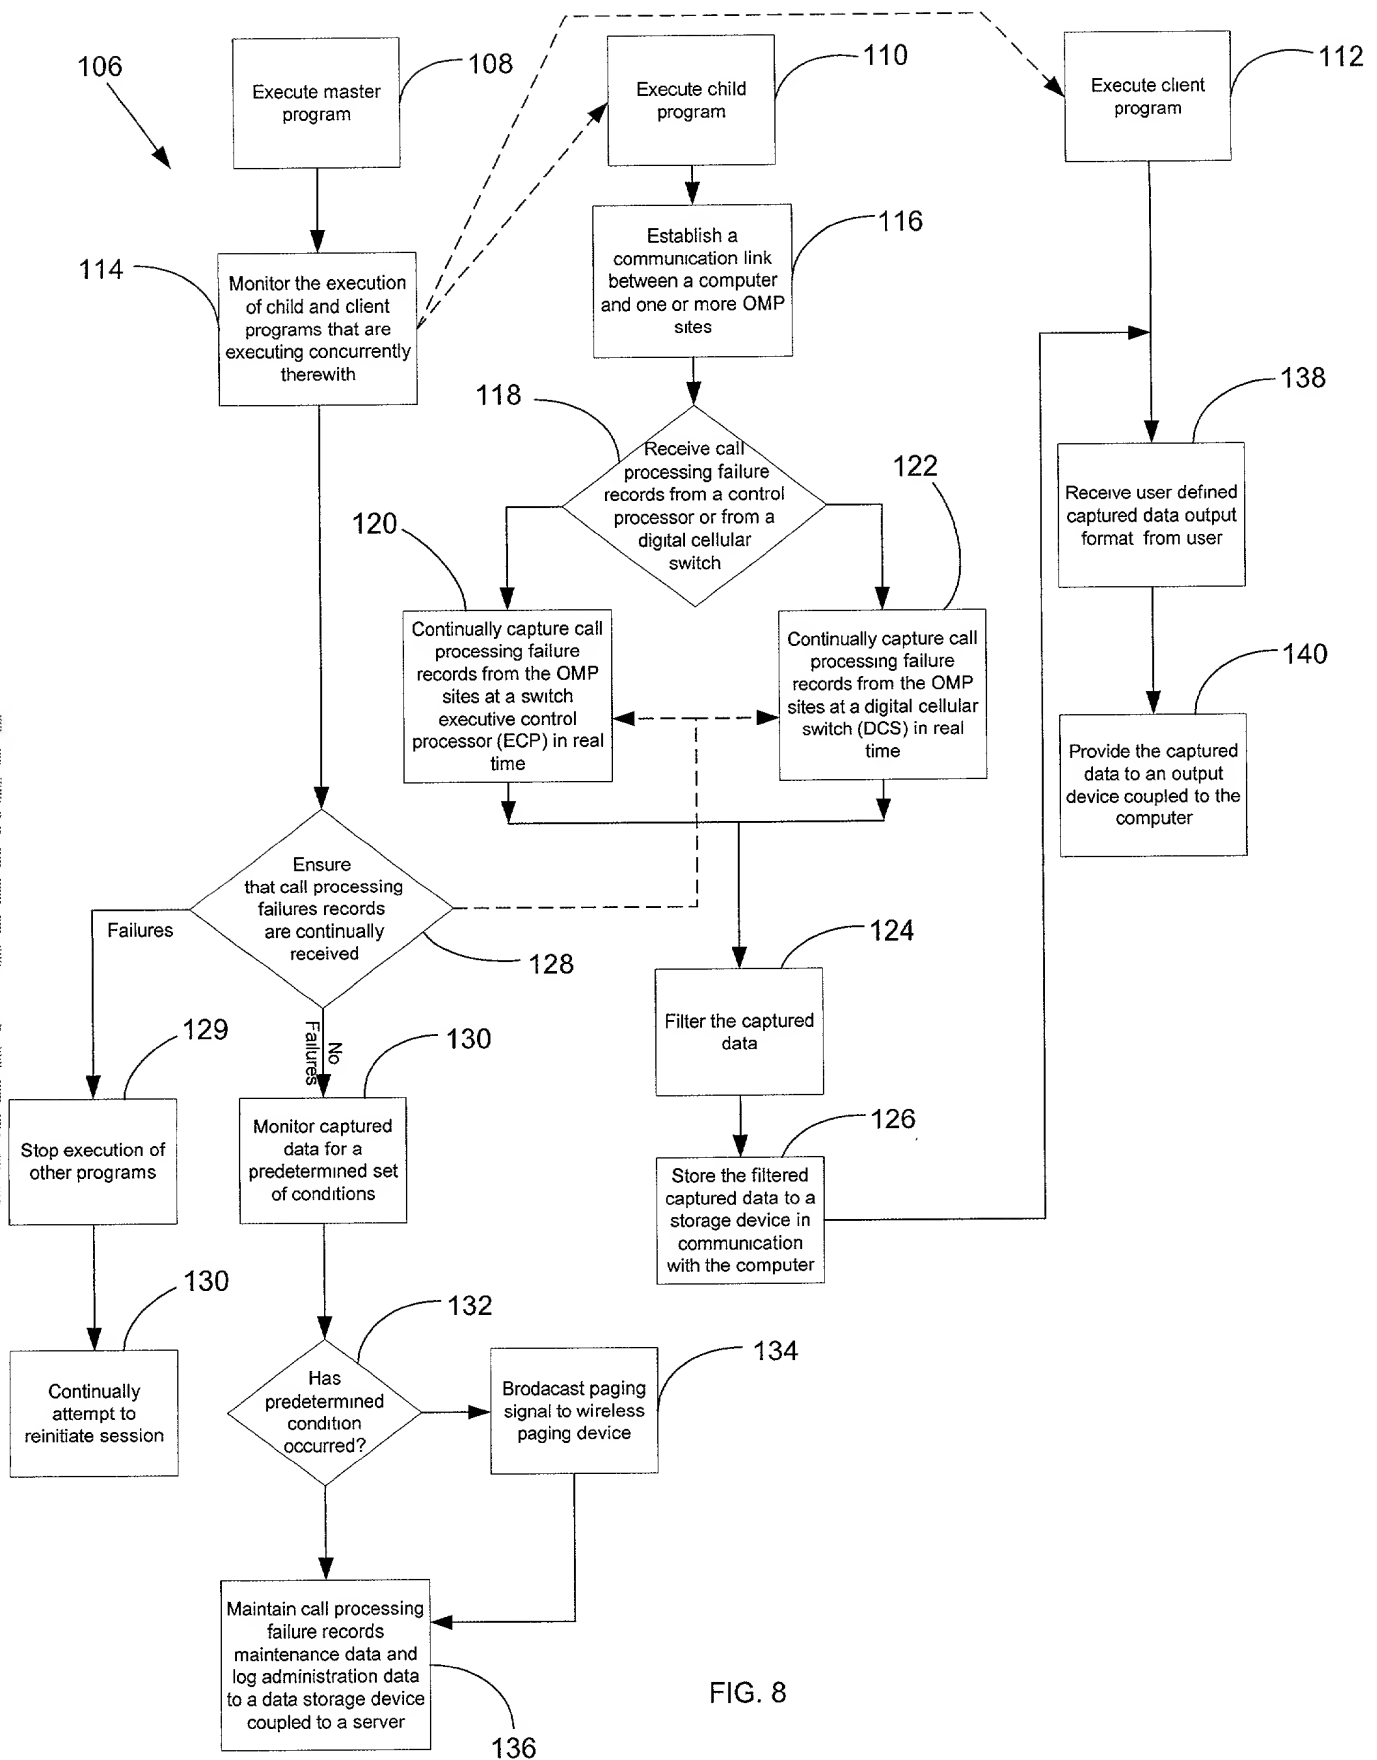 106
Execute master
program
108
Execute child
program
110
Execute client
program
112
114
Monitor the execution
of child and client
programs that are
executing concurrently
therewith
Establish a
communication link
between a computer
and one or more OMP
sites
116
118
Receive call
processing failure
records from a control
processor or from a
digital cellular
switch
120
122
138
Receive user defined
captured data output
format from user
Continually capture call
processing failure
records from the OMP
sites at a switch
executive control
processor (ECP) in real
time
Continually capture call
processing failure
records from the OMP
sites at a digital cellular
switch (DCS) in real
time
140
Provide the captured
data to an output
device coupled to the
computer
Ensure
that call processing
failures records
are continually
received
128
Failures
No
Failures
124
Filter the captured
data
129
Stop execution of
other programs
130
Monitor captured
data for a
predetermined set
of conditions
126
Store the filtered
captured data to a
storage device in
communication
with the computer
130
Continually
attempt to
reinitiate session
132
Has
predetermined
condition
occurred?
134
Brodacast paging
signal to wireless
paging device
Maintain call processing
failure records
maintenance data and
log administration data
to a data storage device
coupled to a server
136
FIG. 8